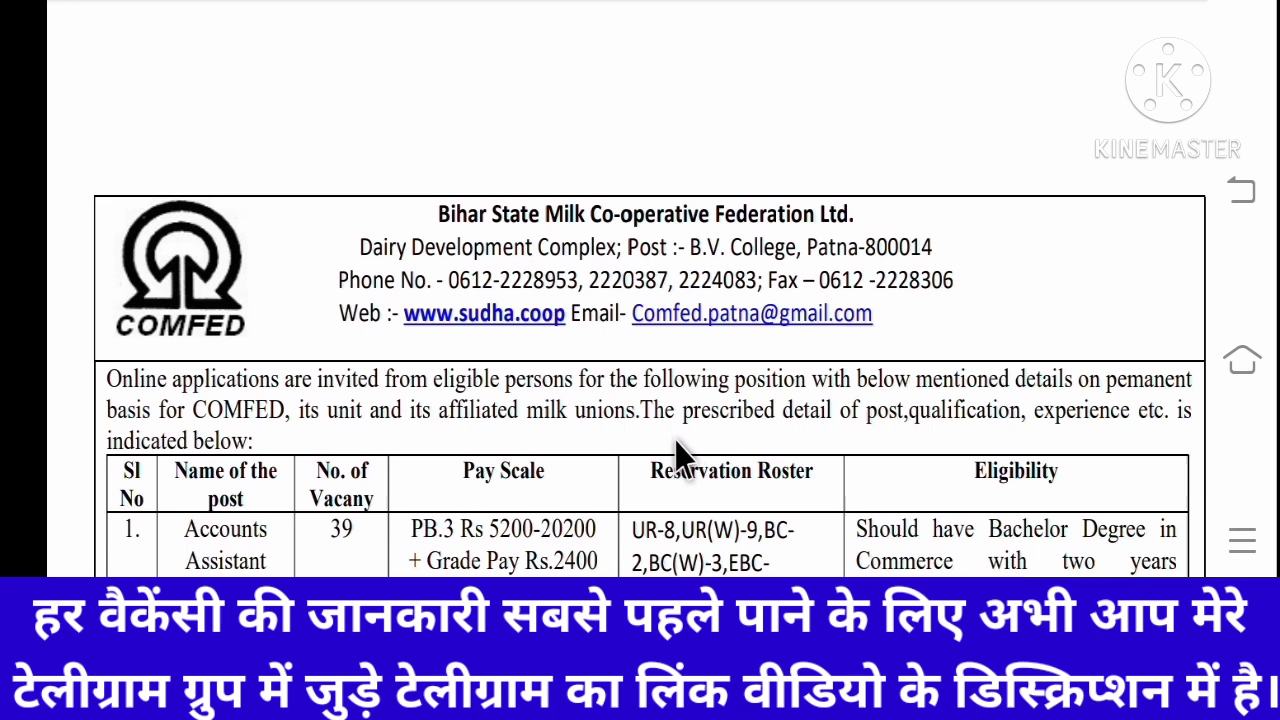 K
KINEMASTER
COMFED
Bihar State Milk Co-operative Federation Ltd.
Dairy Development Complex; Post :- B.V. College, Patna-800014
Phone No. - 0612-2228953, 2220387, 2224083; Fax – 0612 -2228306
Web :- www.sudha.coop Email- Comfed.patna@gmail.com
Online applications are invited from eligible persons for the following position with below mentioned details on pemanent
basis for COMFED, its unit and its affiliated milk unions.The prescribed detail of post,qualification, experience etc. is
indicated below:
Sl No Name of the post No. of Vacany Pay Scale Reservation Roster Eligibility
1. Accounts 39 PB.3 Rs 5200-20200 UR-8,UR(W)-9,BC- Should have Bachelor Degree in
Assistant + Grade Pay Rs.2400 2,BC(W)-3,EBC- Commerce with two years
हर वैकेंसी की जानकारी सबसे पहले पाने के लिए अभी आप मेरे
टेलीग्राम ग्रुप में जुड़े टेलीग्राम का लिंक वीडियो के डिस्क्रिप्शन में है।